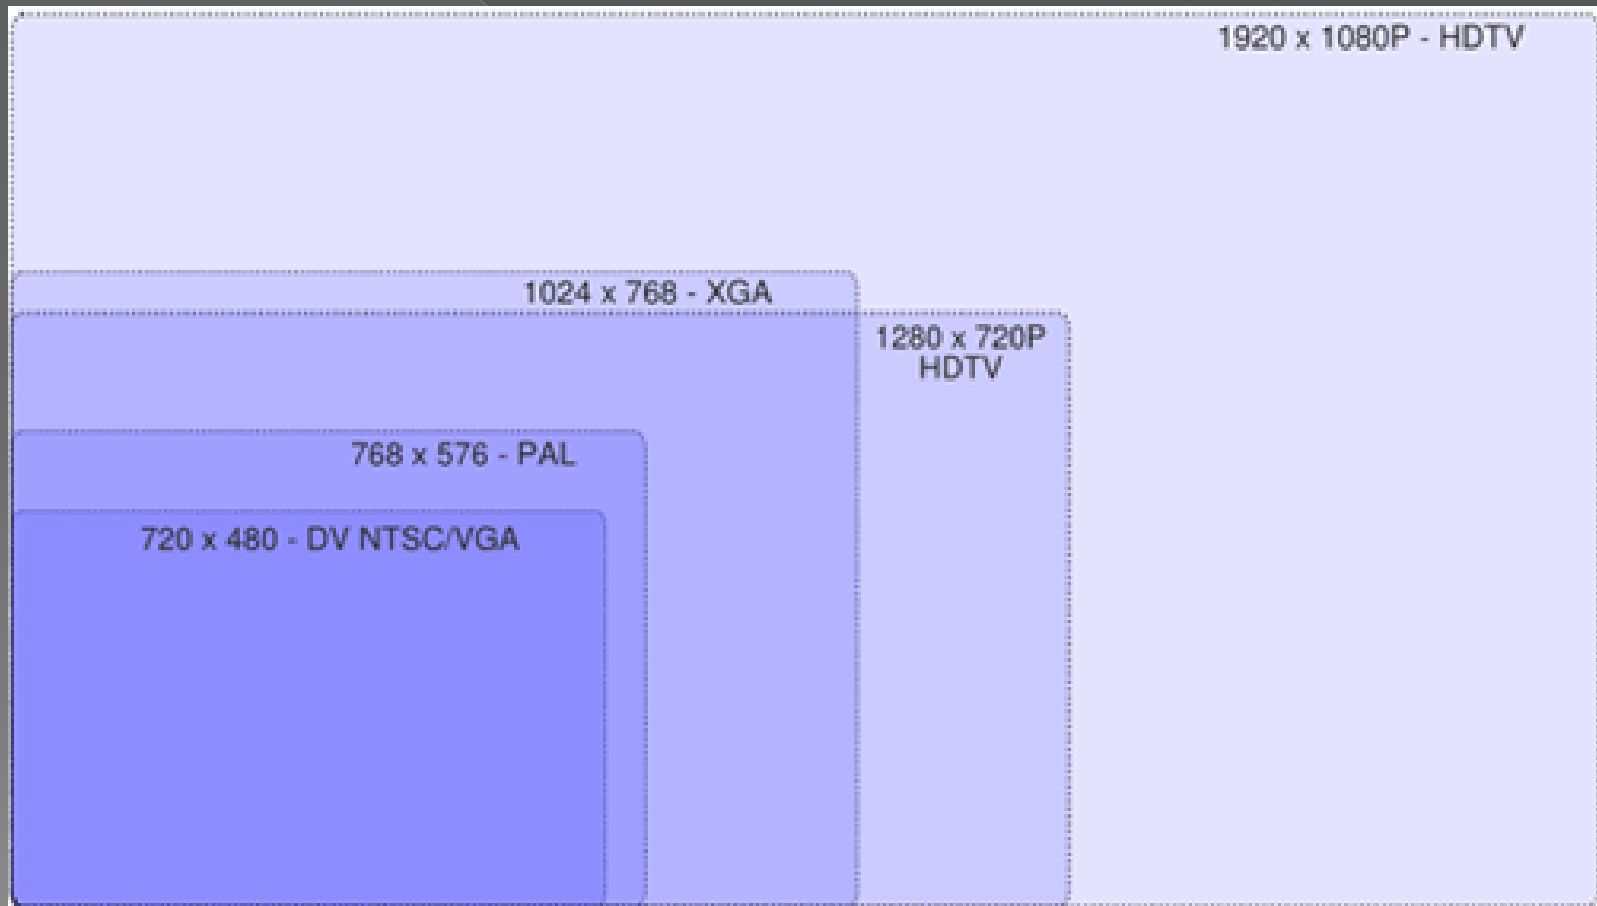 1920 x 1080P - HDTV
1024 x 768 - XGA
1280 x 720P
HDTV
768 x 576 - PAL
720 x 480 - DV NTSC/VGA